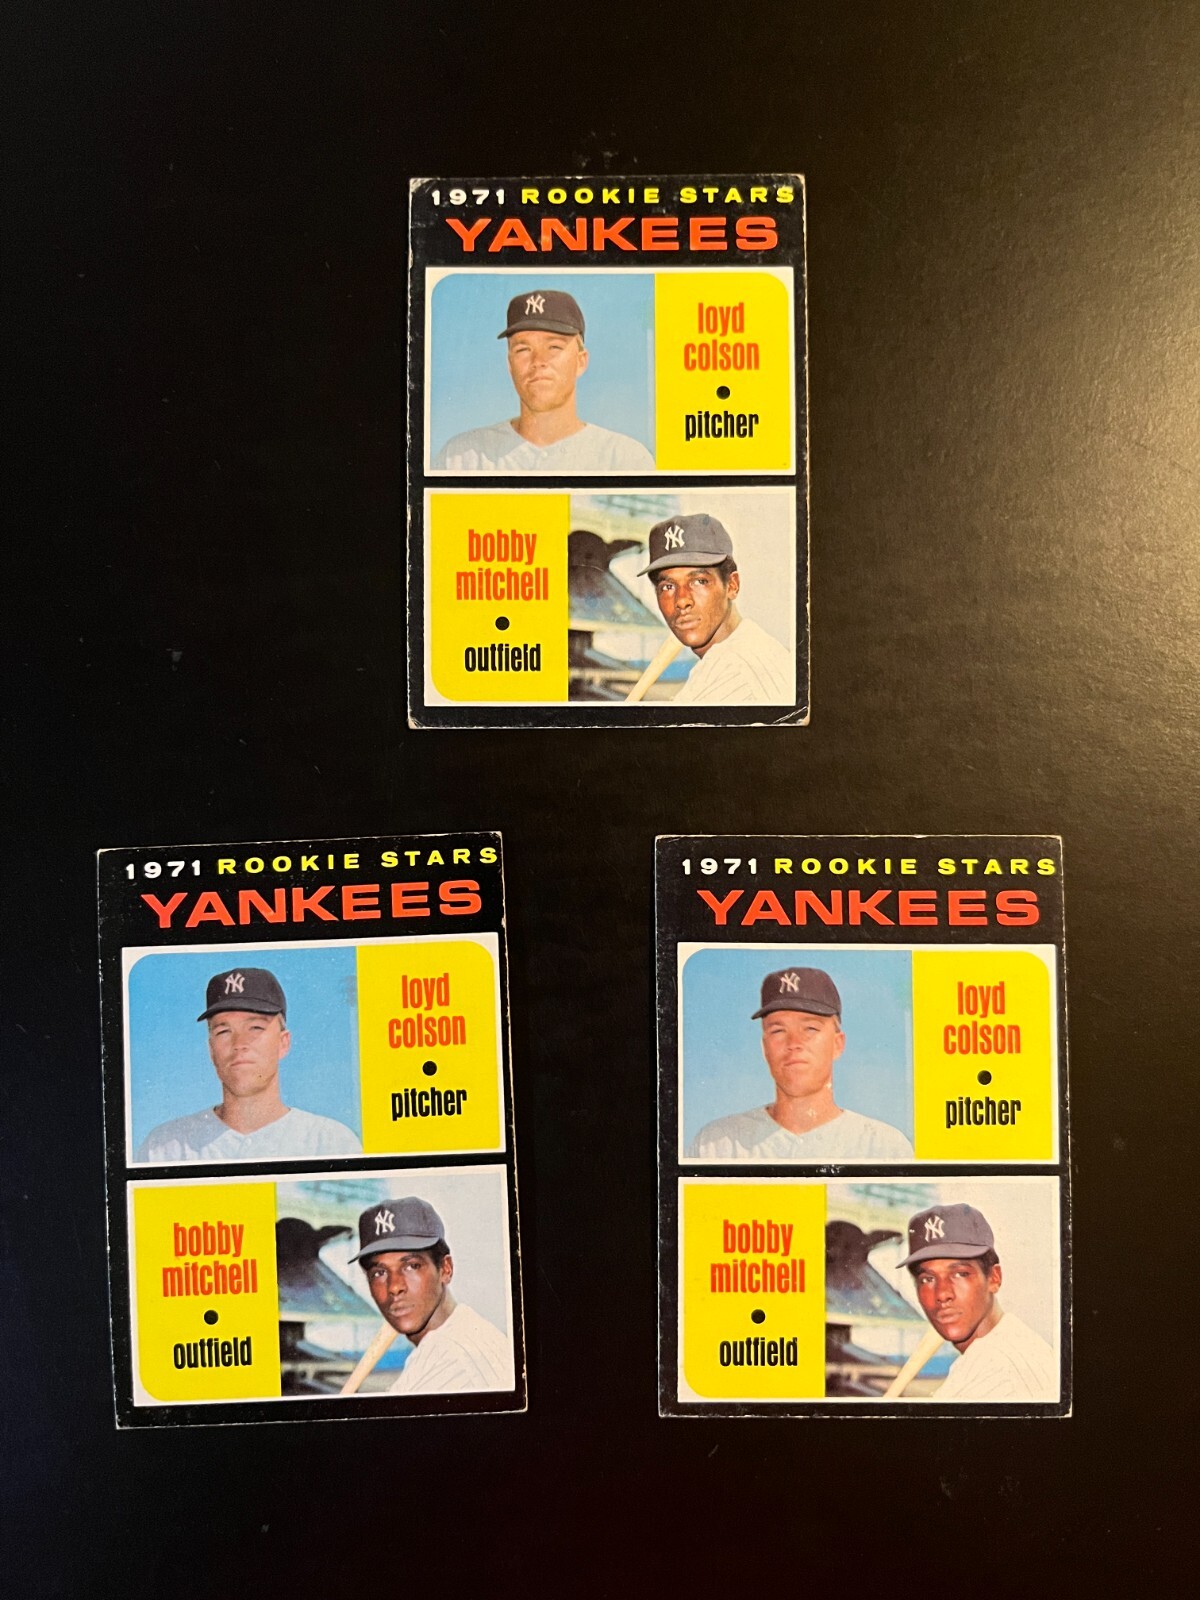 1971 ROOKIE STARS
YANKEES
loyd
colson
pitcher
bobby
mitchell
outfield
1971 ROOKIE STARS
YANKEES
loyd
colson
pitcher
bobby
mitchell
outfield
1971 ROOKIE STARS
YANKEES
loyd
colson
pitcher
bobby
mitchell
outfield